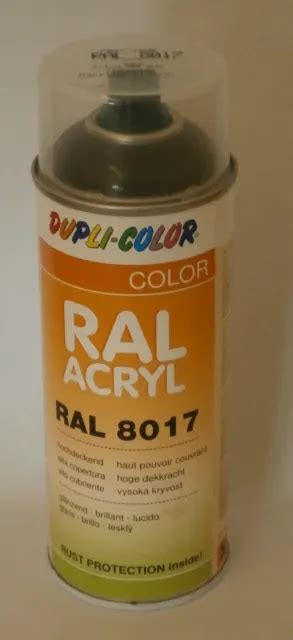 RAL 8017
DUPLI-COLOR
COLOR
RAL
ACRYL
RAL 8017
hochdeckend haut pouvoir couvrant
alta copertura hoge dekkracht
alto cubriente vysoká kryvost
glänzend - brillant - lucido
glans - brillo - lesklý
RUST PROTECTION inside!